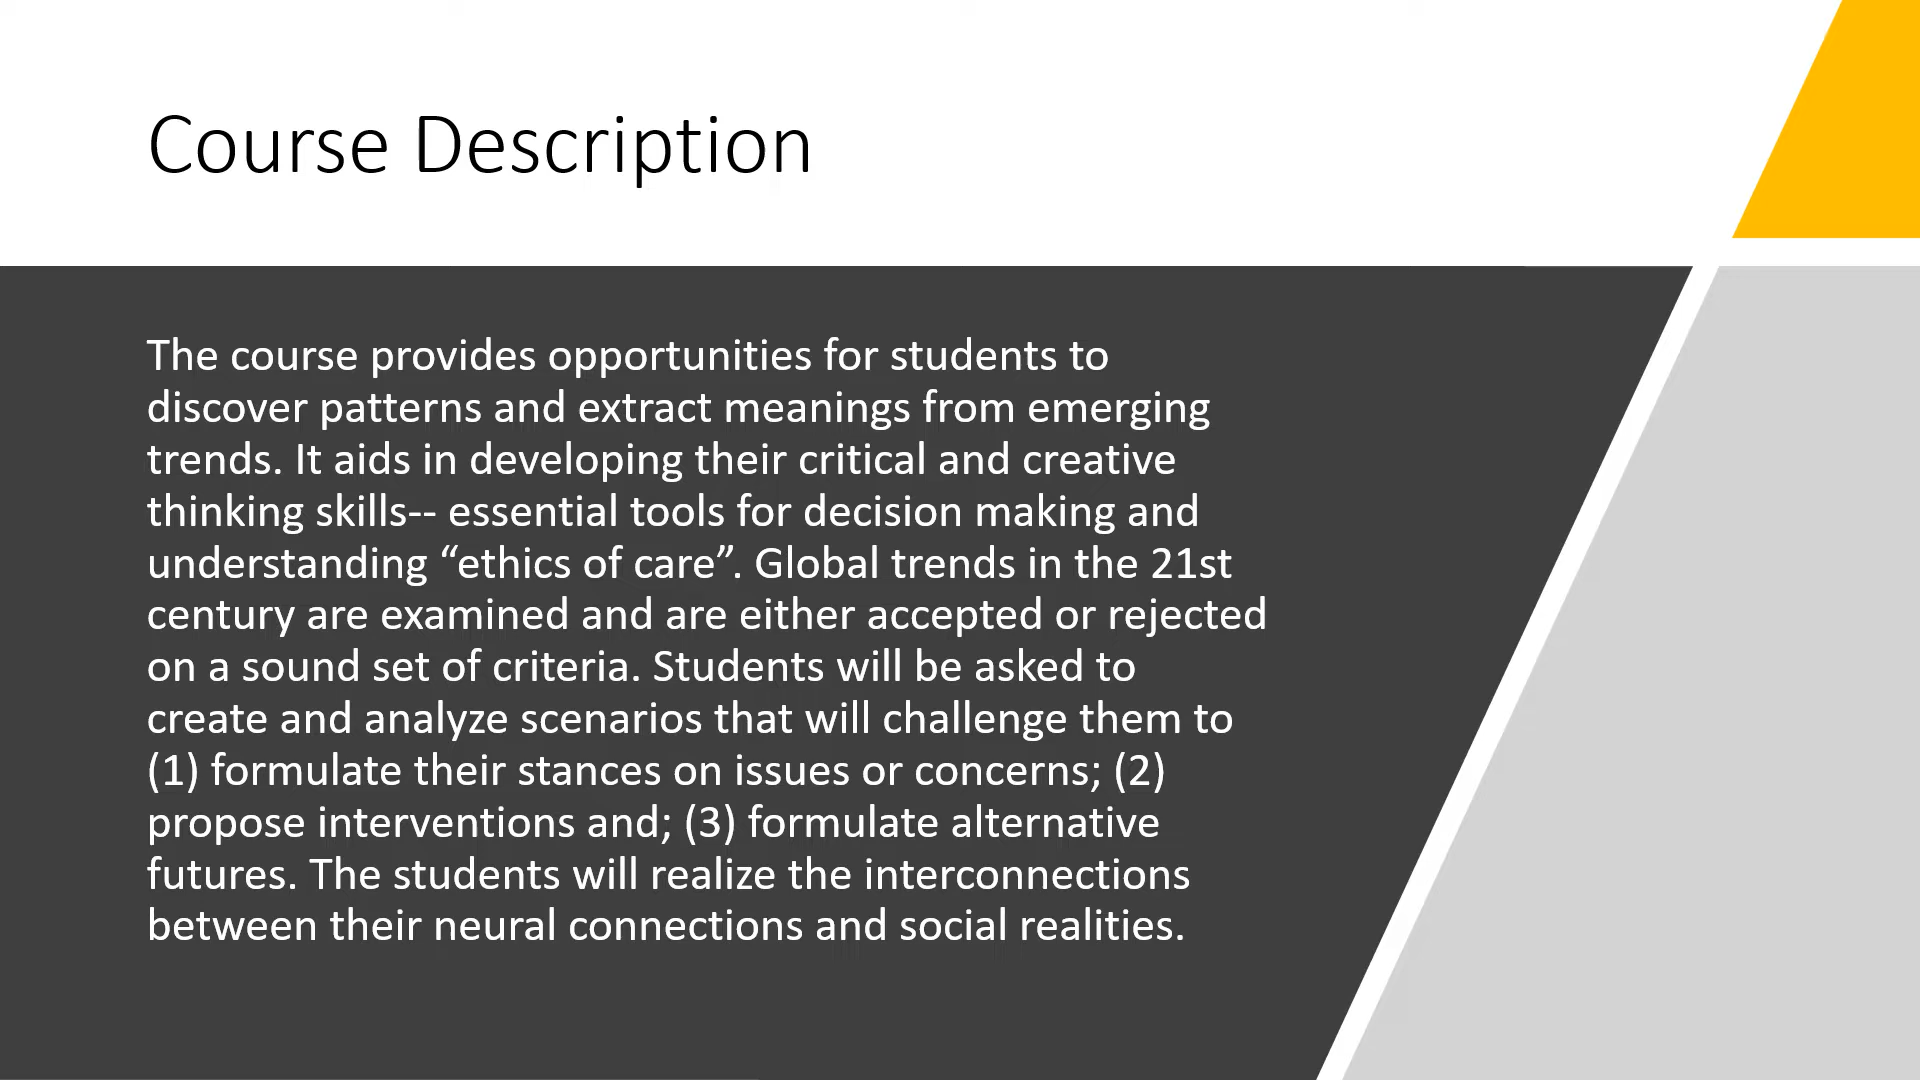 Course Description
The course provides opportunities for students to
discover patterns and extract meanings from emerging
trends. It aids in developing their critical and creative
thinking skills-- essential tools for decision making and
understanding “ethics of care”. Global trends in the 21st
century are examined and are either accepted or rejected
on a sound set of criteria. Students will be asked to
create and analyze scenarios that will challenge them to
(1) formulate their stances on issues or concerns; (2)
propose interventions and; (3) formulate alternative
futures. The students will realize the interconnections
between their neural connections and social realities.